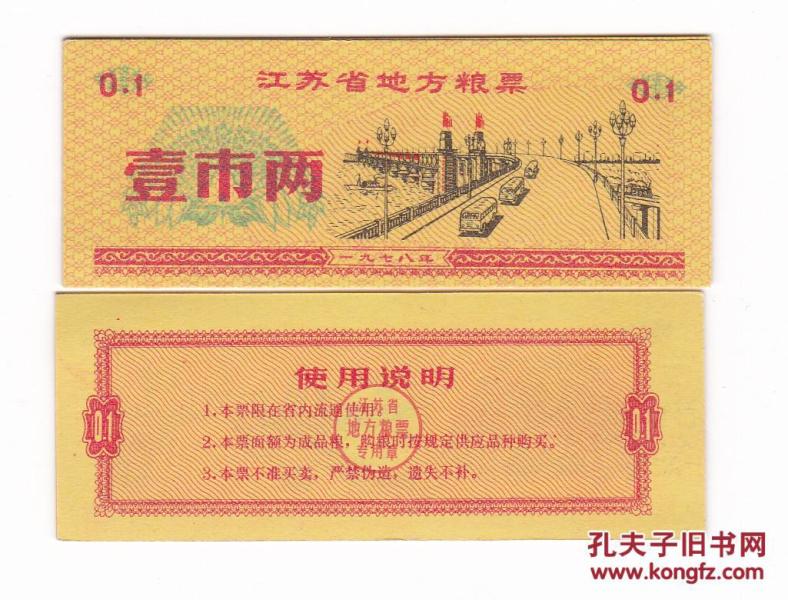 江苏省地方粮票
0.1
0.1
壹市两
一九七八年
使用说明
1.本票限在省内流通使用。
2.本票面额为成品粮，购粮时按规定供应品种购买。
3.本票不准买卖，严禁伪造，遗失不补。
0.1
0.1
江苏省
地方粮票
专用章
孔夫子旧书网
www.kongfz.com